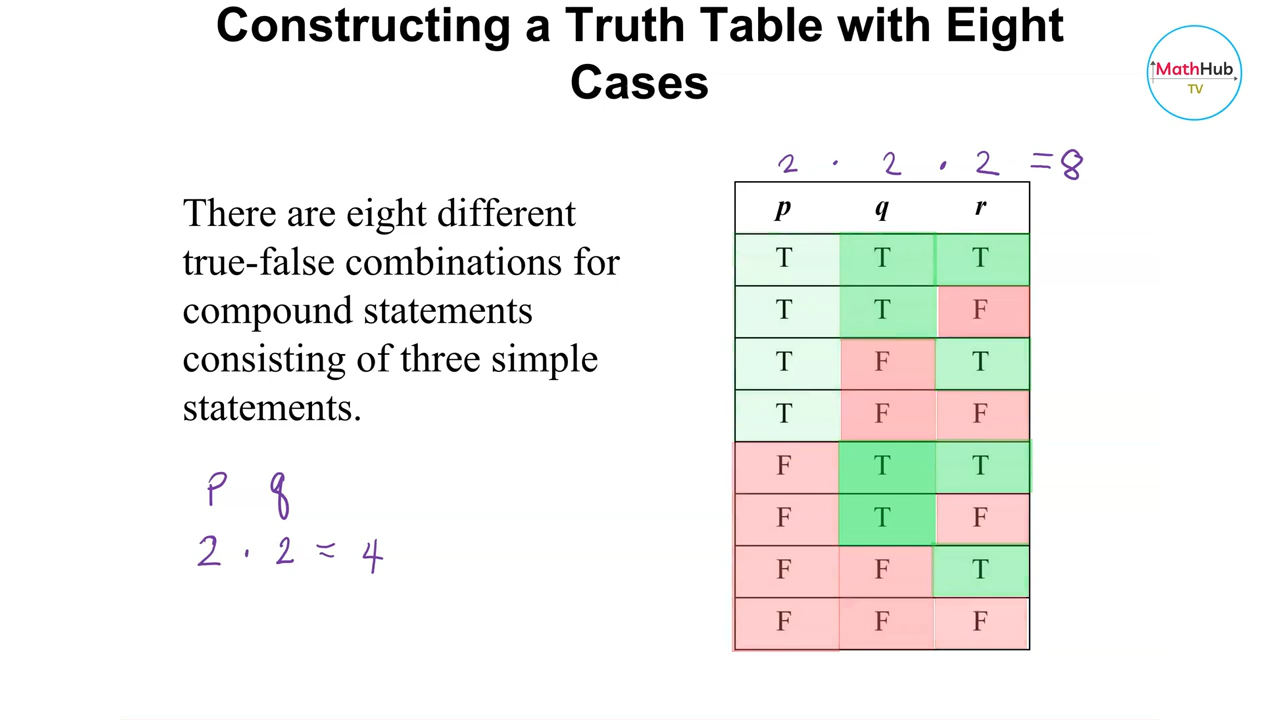 Constructing a Truth Table with Eight
Cases
MathHub
TV
There are eight different
true-false combinations for
compound statements
consisting of three simple
statements.
P q
2 · 2 = 4
2 · 2 · 2 = 8
p q r
T T T
T T F
T F T
T F F
F T T
F T F
F F T
F F F